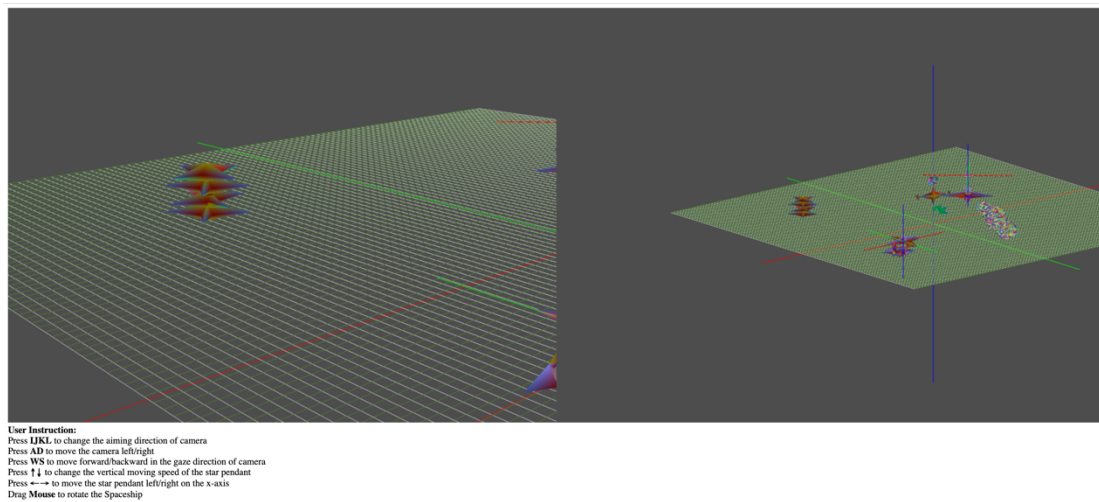 User Instruction:
Press IJKL to change the aiming direction of camera
Press AD to move the camera left/right
Press WS to move forward/backward in the gaze direction of camera
Press ↑↓ to change the vertical moving speed of the star pendant
Press ←→ to move the star pendant left/right on the x-axis
Drag Mouse to rotate the Spaceship